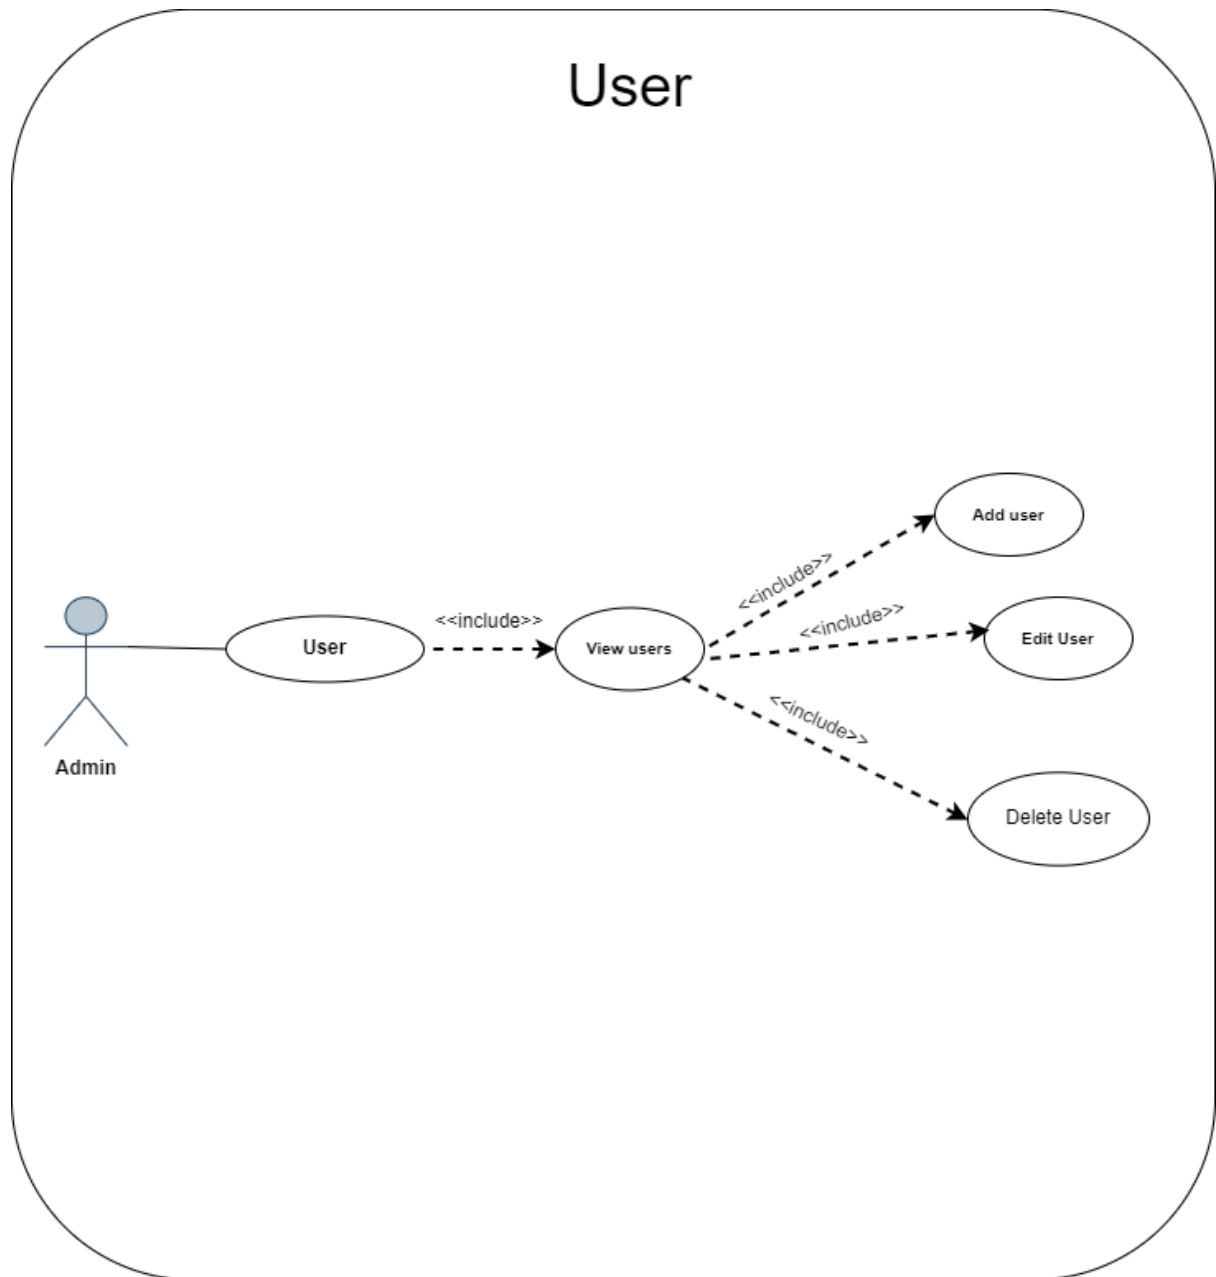 User
Add user
<<include>>
<<include>>
<<include>>
User
View users
Edit User
<<include>>
Admin
Delete User